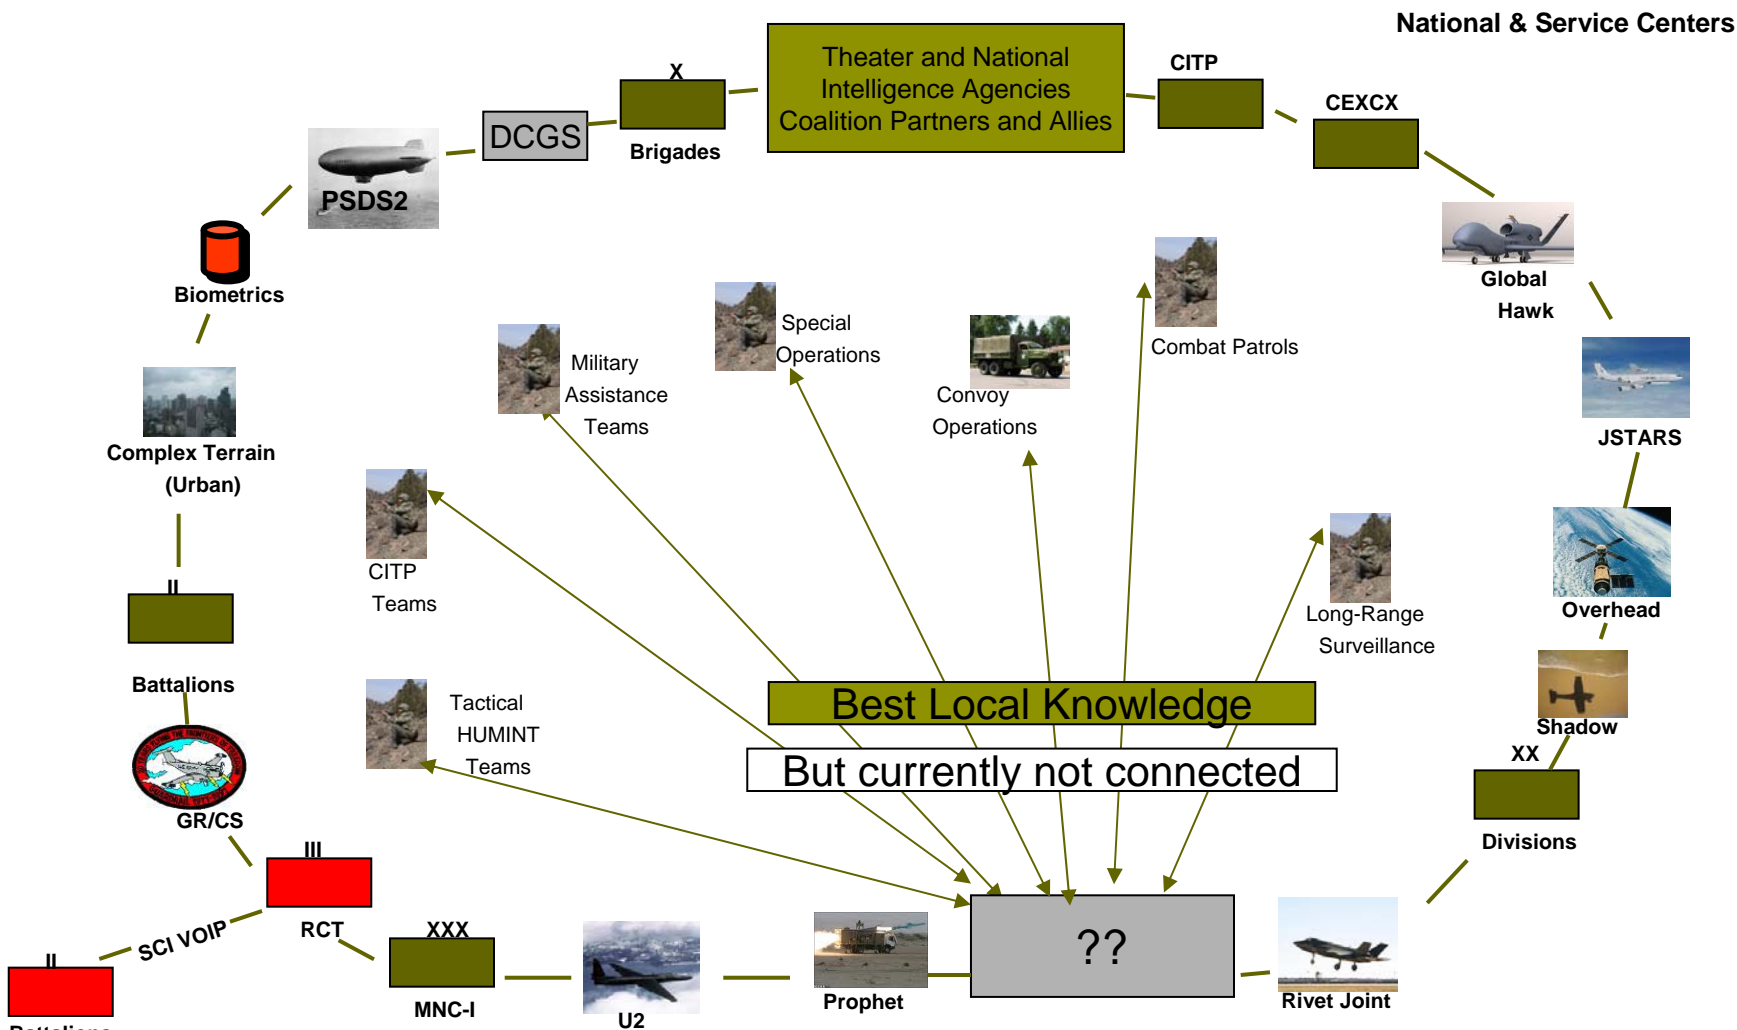 National & Service Centers
Theater and National
Intelligence Agencies
Coalition Partners and Allies
X
Brigades
CITP
CEXCX
DCGS
PSDS2
Global
Hawk
Biometrics
Special
Operations
Combat Patrols
Military
Assistance
Teams
Convoy
Operations
JSTARS
Complex Terrain
(Urban)
CITP
Teams
II
Battalions
Overhead
Long-Range
Surveillance
Tactical
HUMINT
Teams
Best Local Knowledge
But currently not connected
Shadow
XX
Divisions
GR/CS
III
RCT
SCI VOIP
II
XXX
MNC-I
U2
Prophet
??
Rivet Joint